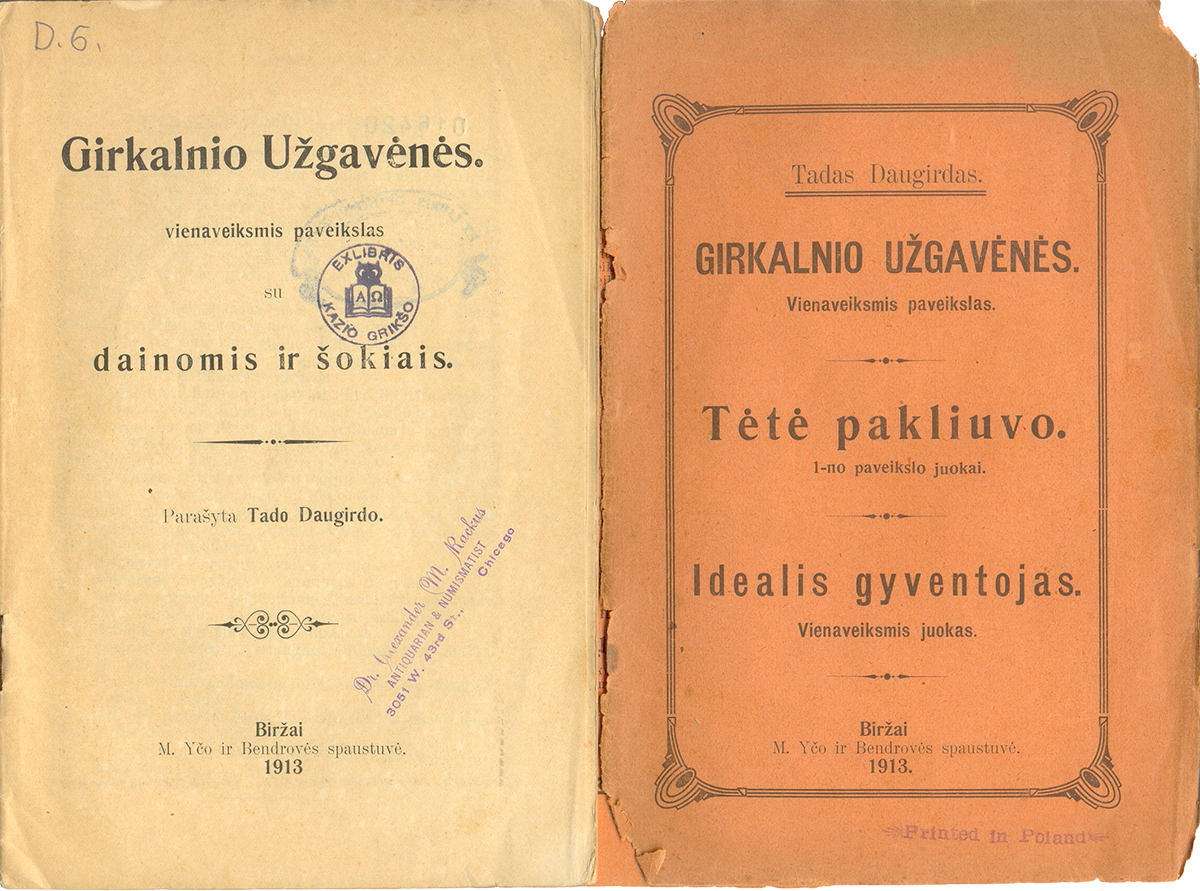 D. 6.
Girkalnio Užgavėnės.
vienaveiksmis paveikslas
su
EXLIBRIS
A Ω
KAZIO GRIKŠO
dainomis ir šokiais.
Parašyta Tado Daugirdo.
Dr. Alexander M. Rackus
ANTIQUARIAN & NUMISMATIST
3051 W. 43rd St., Chicago
Biržai
M. Yčo ir Bendrovės spaustuvė.
1913
Tadas Daugirdas.
GIRKALNIO UŽGAVĖNĖS.
Vienaveiksmis paveikslas.
Tėtė pakliuvo.
1-no paveikslo juokai.
Idealis gyventojas.
Vienaveiksmis juokas.
Biržai
M. Yčo ir Bendrovės spaustuvė.
1913.
Printed in Poland